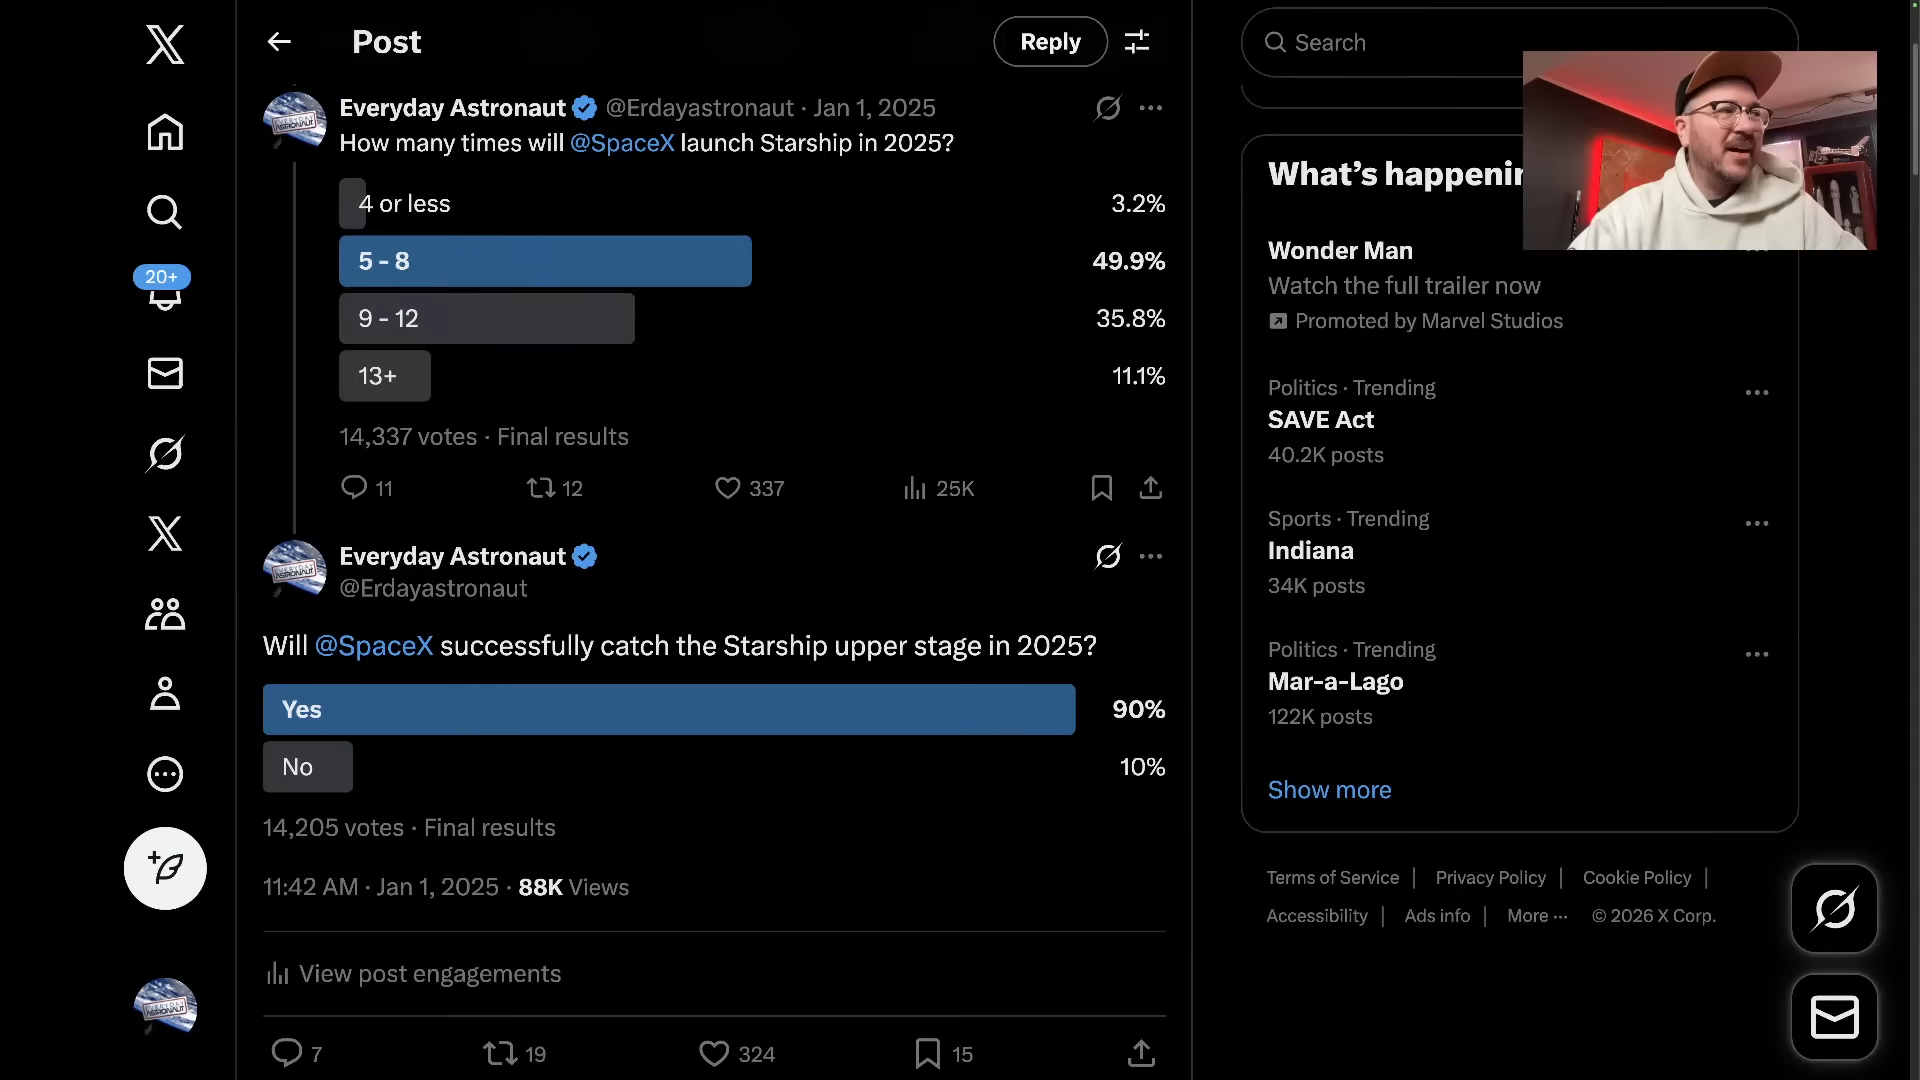 Post
Reply
Search
Everyday Astronaut @Erdayastronaut · Jan 1, 2025
How many times will @SpaceX launch Starship in 2025?
4 or less 3.2%
5 - 8 49.9%
9 - 12 35.8%
13+ 11.1%
14,337 votes · Final results
11 12 337 25K
Everyday Astronaut
@Erdayastronaut
Will @SpaceX successfully catch the Starship upper stage in 2025?
Yes 90%
No 10%
14,205 votes · Final results
11:42 AM · Jan 1, 2025 · 88K Views
View post engagements
7 19 324 15
20+
What's happenin
Wonder Man
Watch the full trailer now
Promoted by Marvel Studios
Politics · Trending
SAVE Act
40.2K posts
Sports · Trending
Indiana
34K posts
Politics · Trending
Mar-a-Lago
122K posts
Show more
Terms of Service | Privacy Policy | Cookie Policy |
Accessibility | Ads info | More ··· © 2026 X Corp.